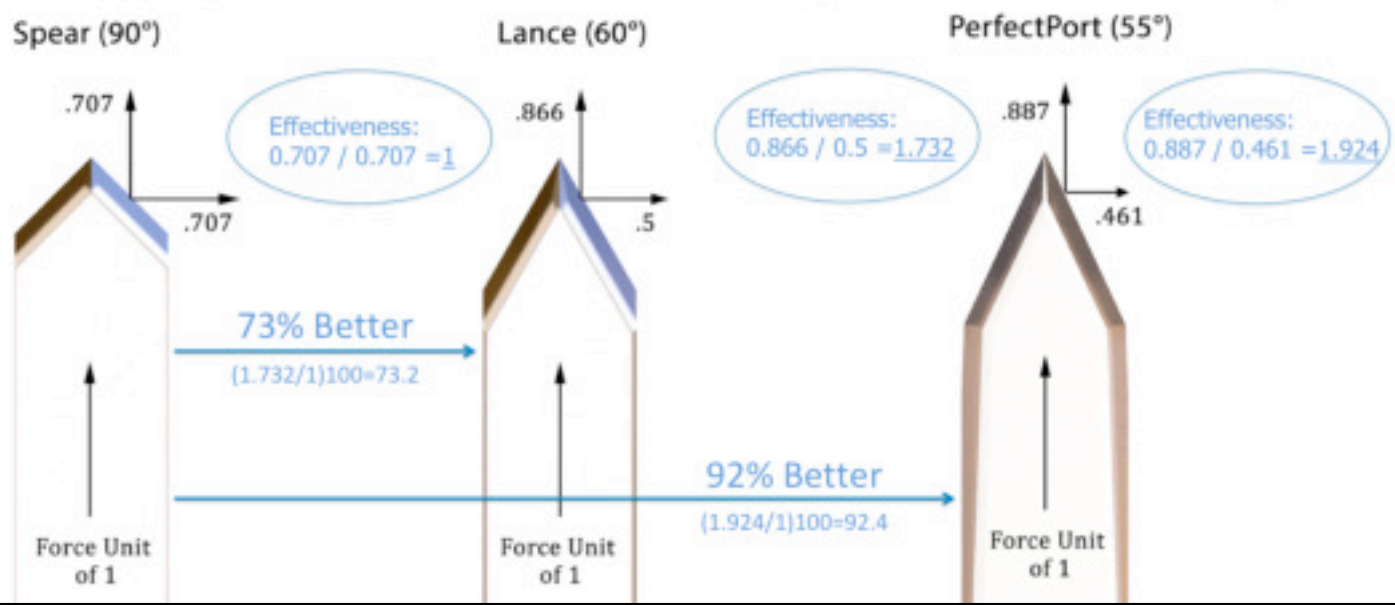 Spear (90°)
.707
.707
Effectiveness:
0.707 / 0.707 =1
Lance (60°)
.866
.5
Effectiveness:
0.866 / 0.5 =1.732
PerfectPort (55°)
.887
.461
Effectiveness:
0.887 / 0.461 =1.924
73% Better
(1.732/1)100=73.2
92% Better
(1.924/1)100=92.4
Force Unit
of 1
Force Unit
of 1
Force Unit
of 1